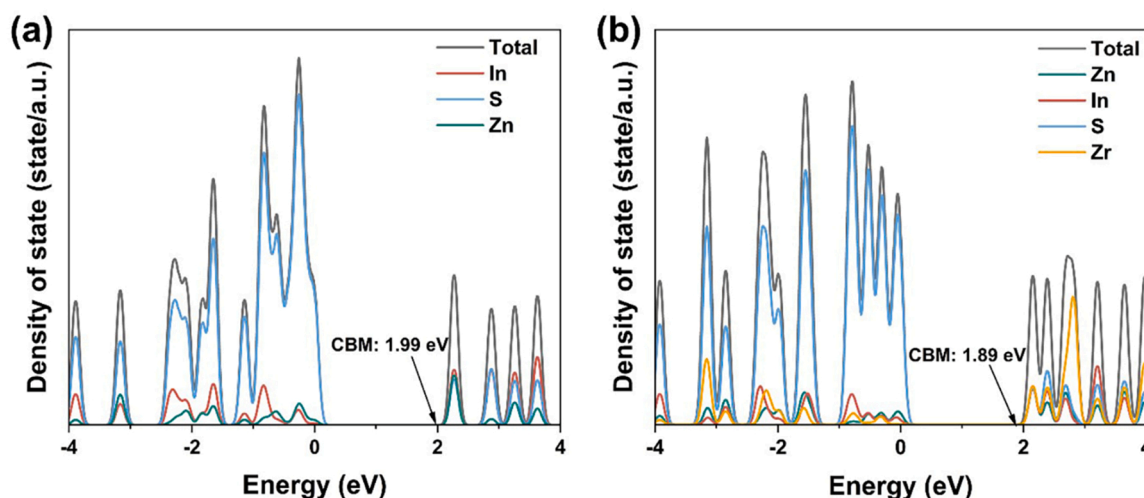 (a)
Density of state (state/a.u.)
Total
In
S
Zn
CBM: 1.99 eV
-4
-2
0
2
4
Energy (eV)
(b)
Density of state (state/a.u.)
Total
Zn
In
S
Zr
CBM: 1.89 eV
-4
-2
0
2
4
Energy (eV)